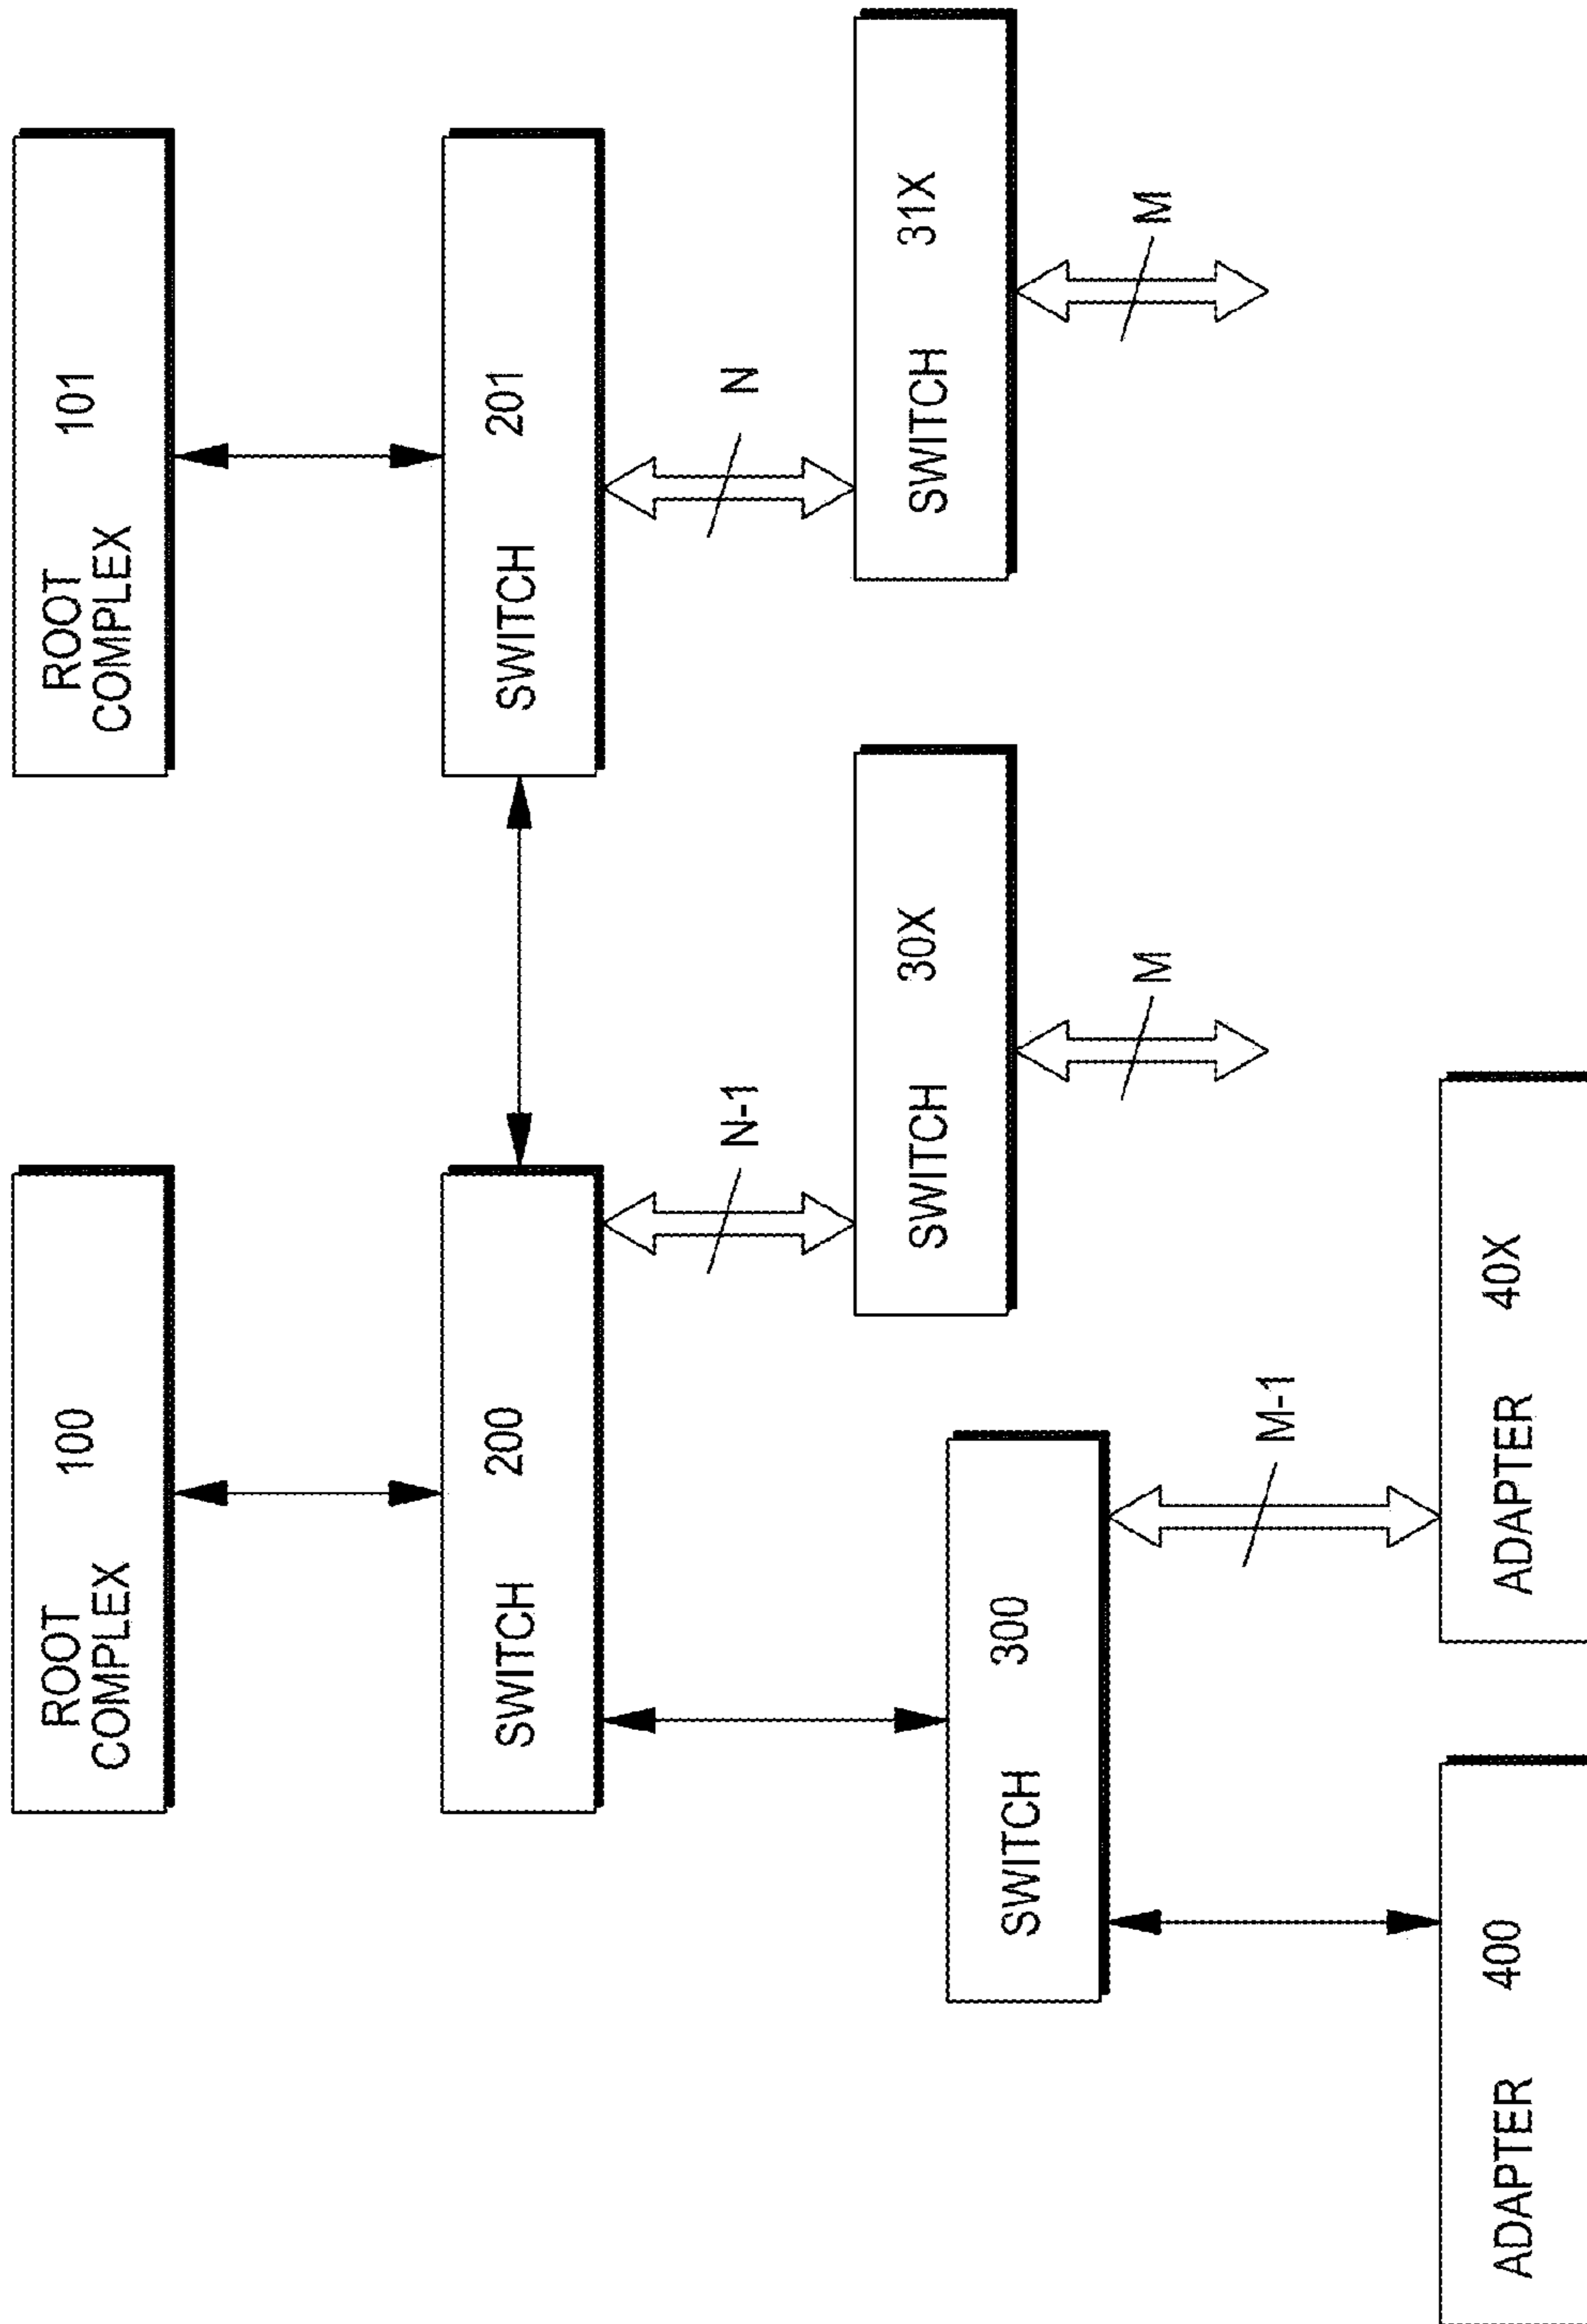 ROOT
COMPLEX
100
ROOT
COMPLEX
101
SWITCH 200
SWITCH 201
N-1
N
SWITCH 30X
SWITCH 31X
SWITCH 300
M
M
M-1
ADAPTER 400
ADAPTER 40X